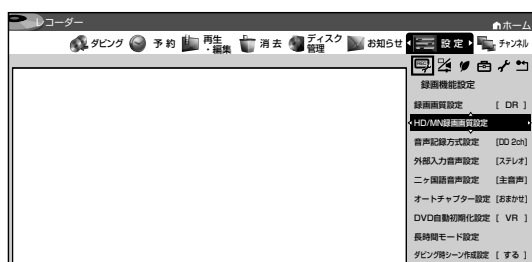 レコーダー
ホーム
ダビング 予 約 再生・編集 消 去 ディスク管理 お知らせ 設 定 チャンネル
録画機能設定
録画画質設定 [ DR ]
HD/MN録画画質設定
音声記録方式設定 [DD 2ch]
外部入力音声設定 [ステレオ]
二ヶ国語音声設定 [主音声]
オートチャプター設定 [おまかせ]
DVD自動初期化設定 [ VR ]
長時間モード設定
ダビング時シーン作成設定 [ する ]